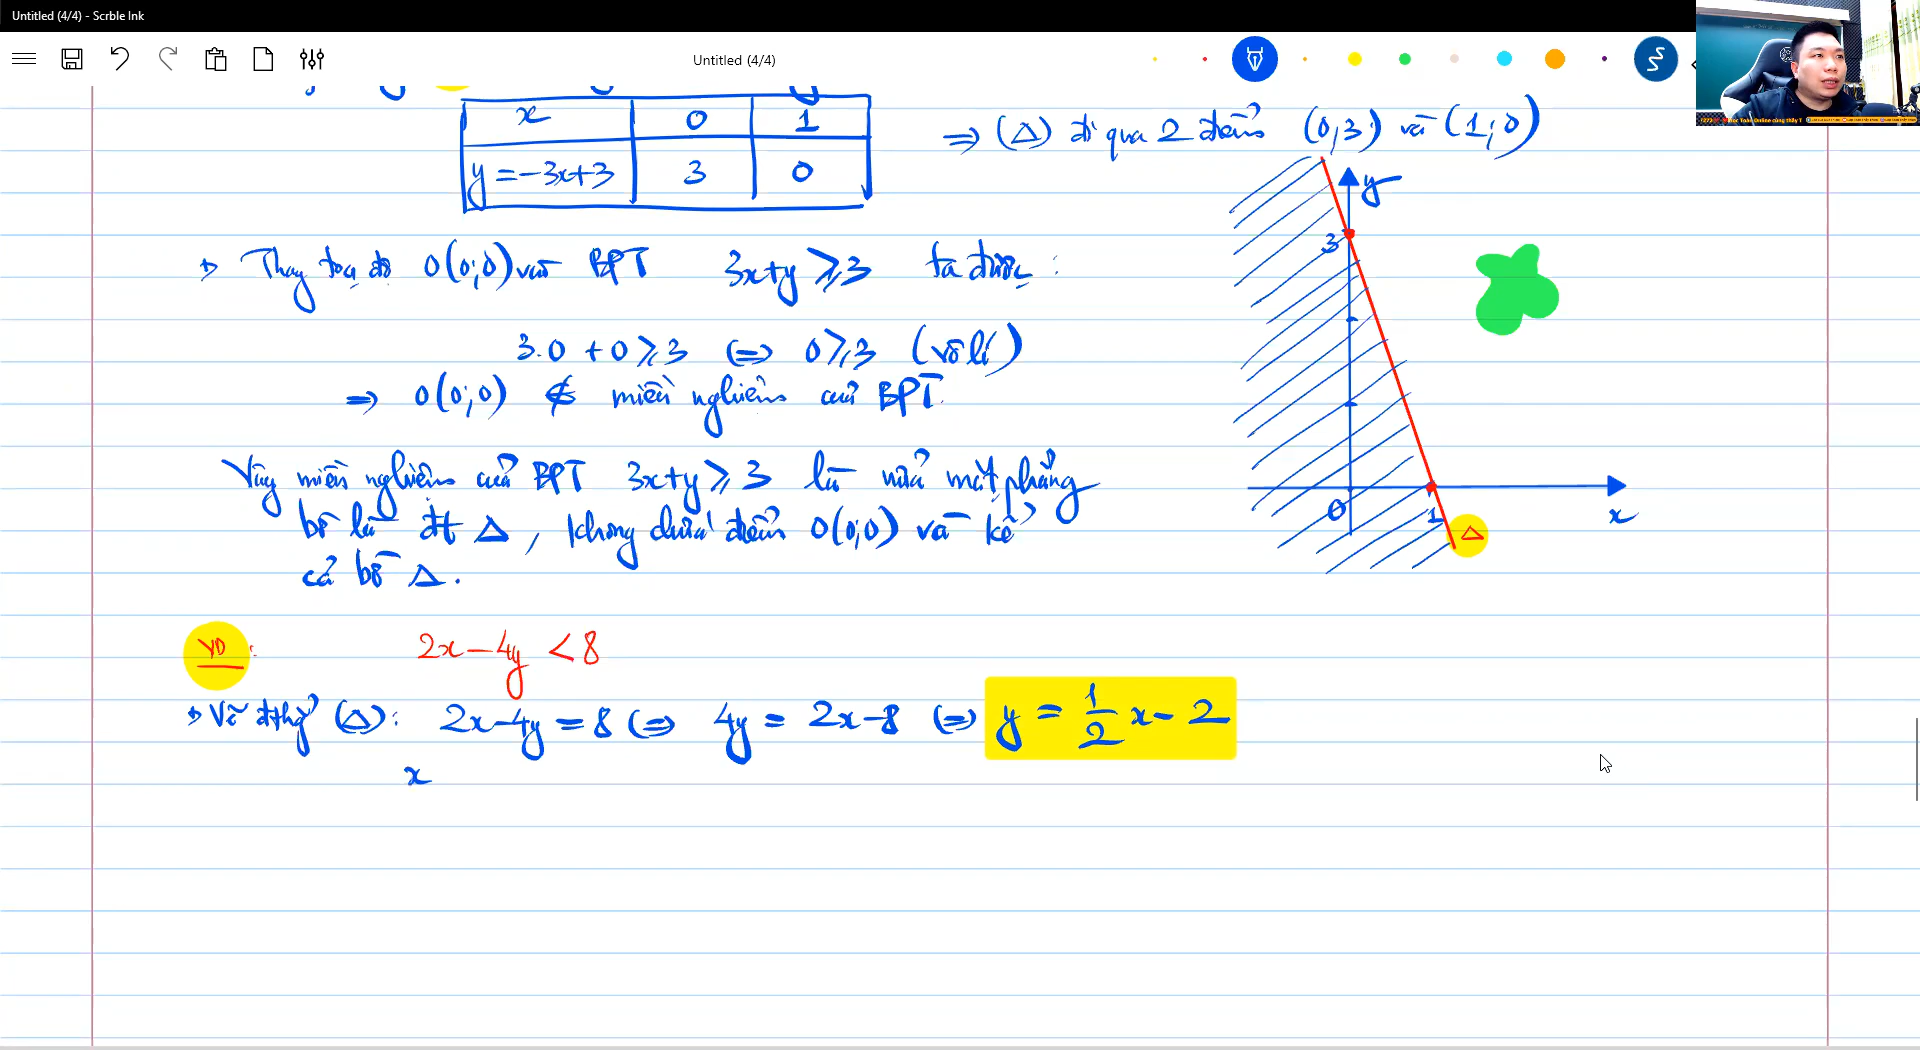 Untitled (4/4) - Scrble Ink
Untitled (4/4)
x 0 1
y = -3x+3 3 0
⇒ (Δ) đi qua 2 điểm (0;3) và (1;0)
y
3
0
1
Δ
x
Thay toạ độ O(0;0) vào BPT 3x+y ⩾ 3 ta được:
3.0 + 0 ⩾ 3 ⇔ 0 ⩾ 3 (vô lí)
⇒ O(0;0) ∉ miền nghiệm của BPT.
Vậy miền nghiệm của BPT 3x+y ⩾ 3 là nửa mặt phẳng
bờ là đt Δ, không chứa điểm O(0;0) và kể
cả bờ Δ.
VD: 2x-4y < 8
Vẽ đthg (Δ): 2x-4y = 8 ⇔ 4y = 2x-8 ⇔ y = 1/2 x - 2
x